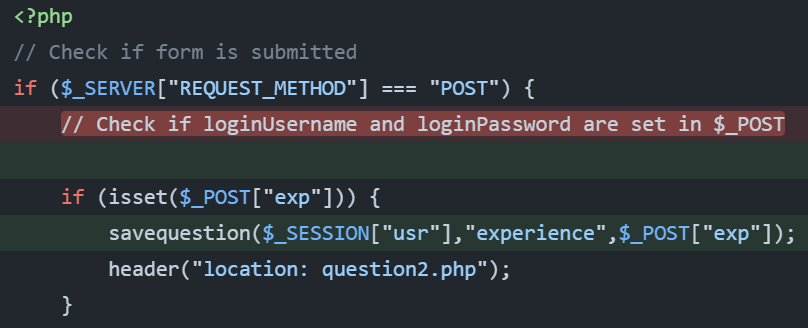 <?php
// Check if form is submitted
if ($_SERVER["REQUEST_METHOD"] === "POST") {
    // Check if loginUsername and loginPassword are set in $_POST
    if (isset($_POST["exp"])) {
        savequestion($_SESSION["usr"],"experience",$_POST["exp"]);
        header("location: question2.php");
    }